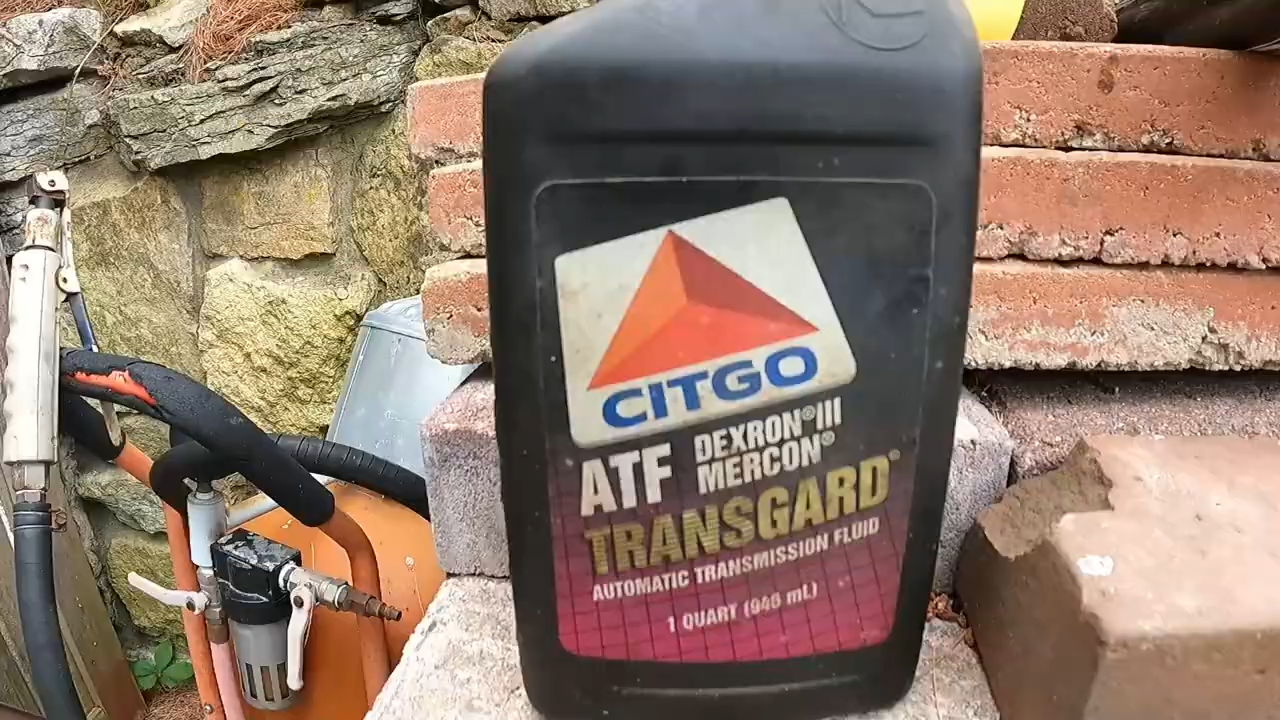 CITGO
ATF DEXRON® III
MERCON®
TRANSGARD®
AUTOMATIC TRANSMISSION FLUID
1 QUART (946 mL)